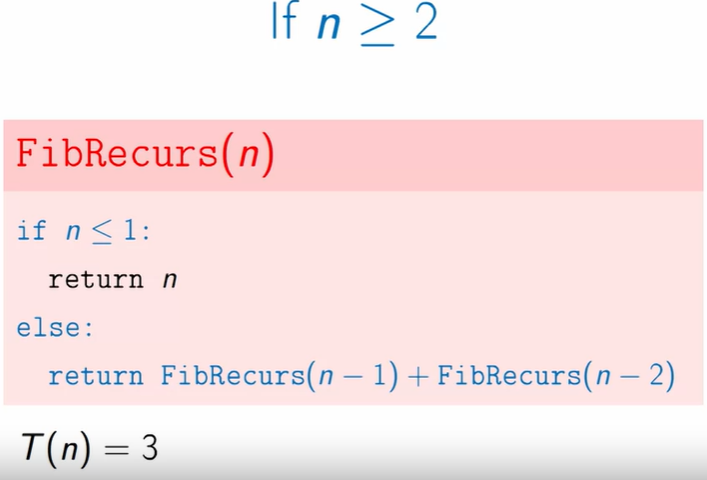 If n ≥ 2
FibRecurs(n)
if n ≤ 1:
return n
else:
return FibRecurs(n − 1) + FibRecurs(n − 2)
T(n) = 3